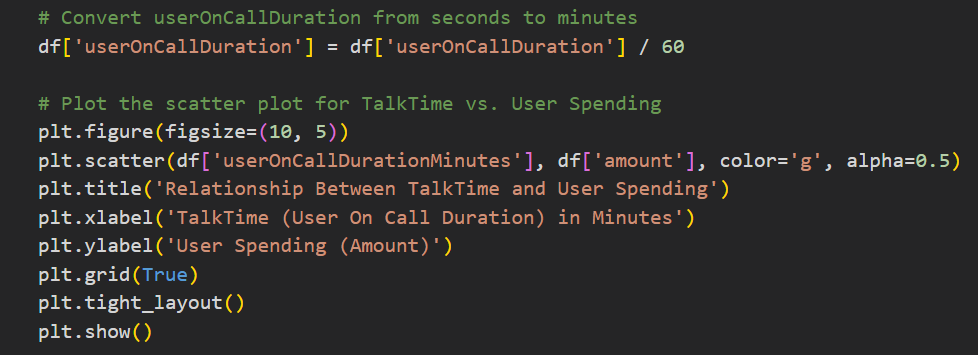 # Convert userOnCallDuration from seconds to minutes
df['userOnCallDuration'] = df['userOnCallDuration'] / 60
# Plot the scatter plot for TalkTime vs. User Spending
plt.figure(figsize=(10, 5))
plt.scatter(df['userOnCallDurationMinutes'], df['amount'], color='g', alpha=0.5)
plt.title('Relationship Between TalkTime and User Spending')
plt.xlabel('TalkTime (User On Call Duration) in Minutes')
plt.ylabel('User Spending (Amount)')
plt.grid(True)
plt.tight_layout()
plt.show()